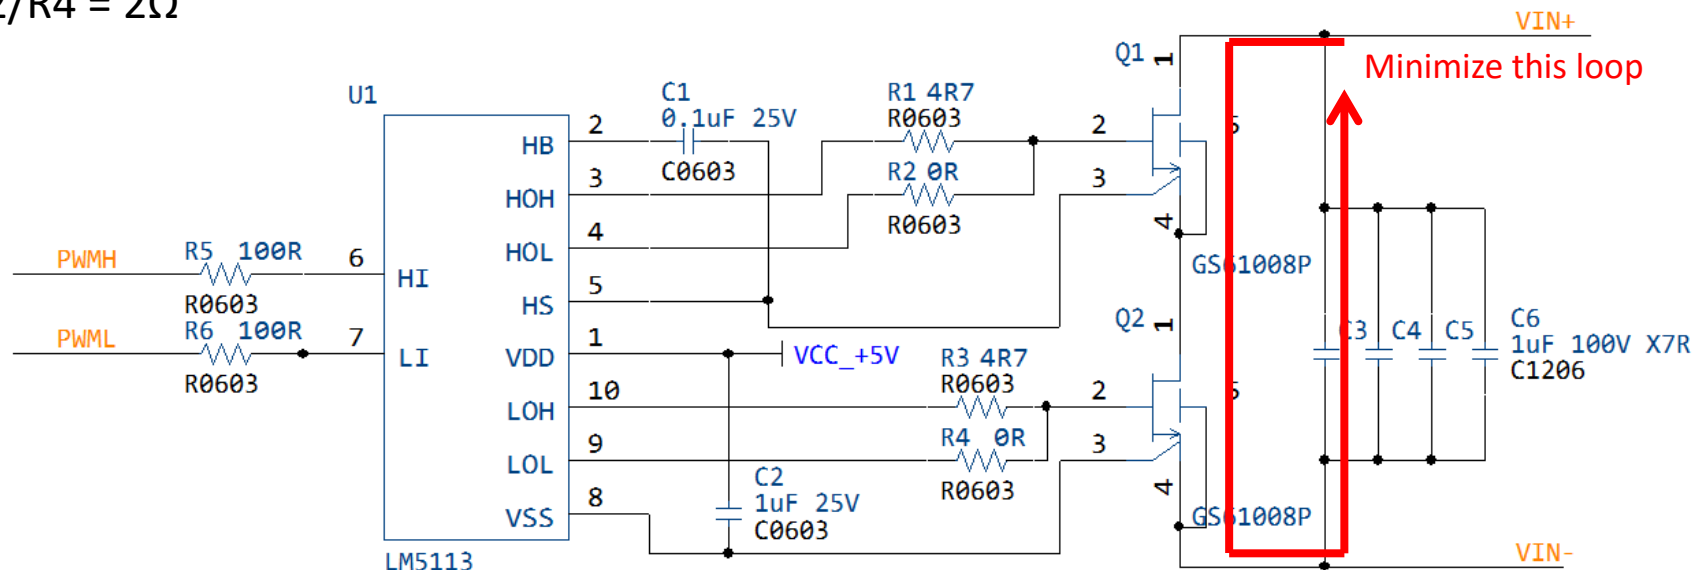 2/R4 = 2Ω
VIN+
Q1
1
Minimize this loop
U1
C1
0.1uF 25V
C0603
R1 4R7
R0603
2
HB
2
5
3
HOH
R2 0R
R0603
3
4
HOL
4
PWMH
R5 100R
R0603
6
HI
GS61008P
5
HS
PWML
R6 100R
R0603
7
LI
1
VDD
VCC_+5V
Q2
1
C3
C4
C5
C6
1uF 100V X7R
C1206
10
LOH
R3 4R7
R0603
2
5
9
LOL
R4 0R
R0603
3
4
8
VSS
C2
1uF 25V
C0603
GS61008P
VIN-
LM5113